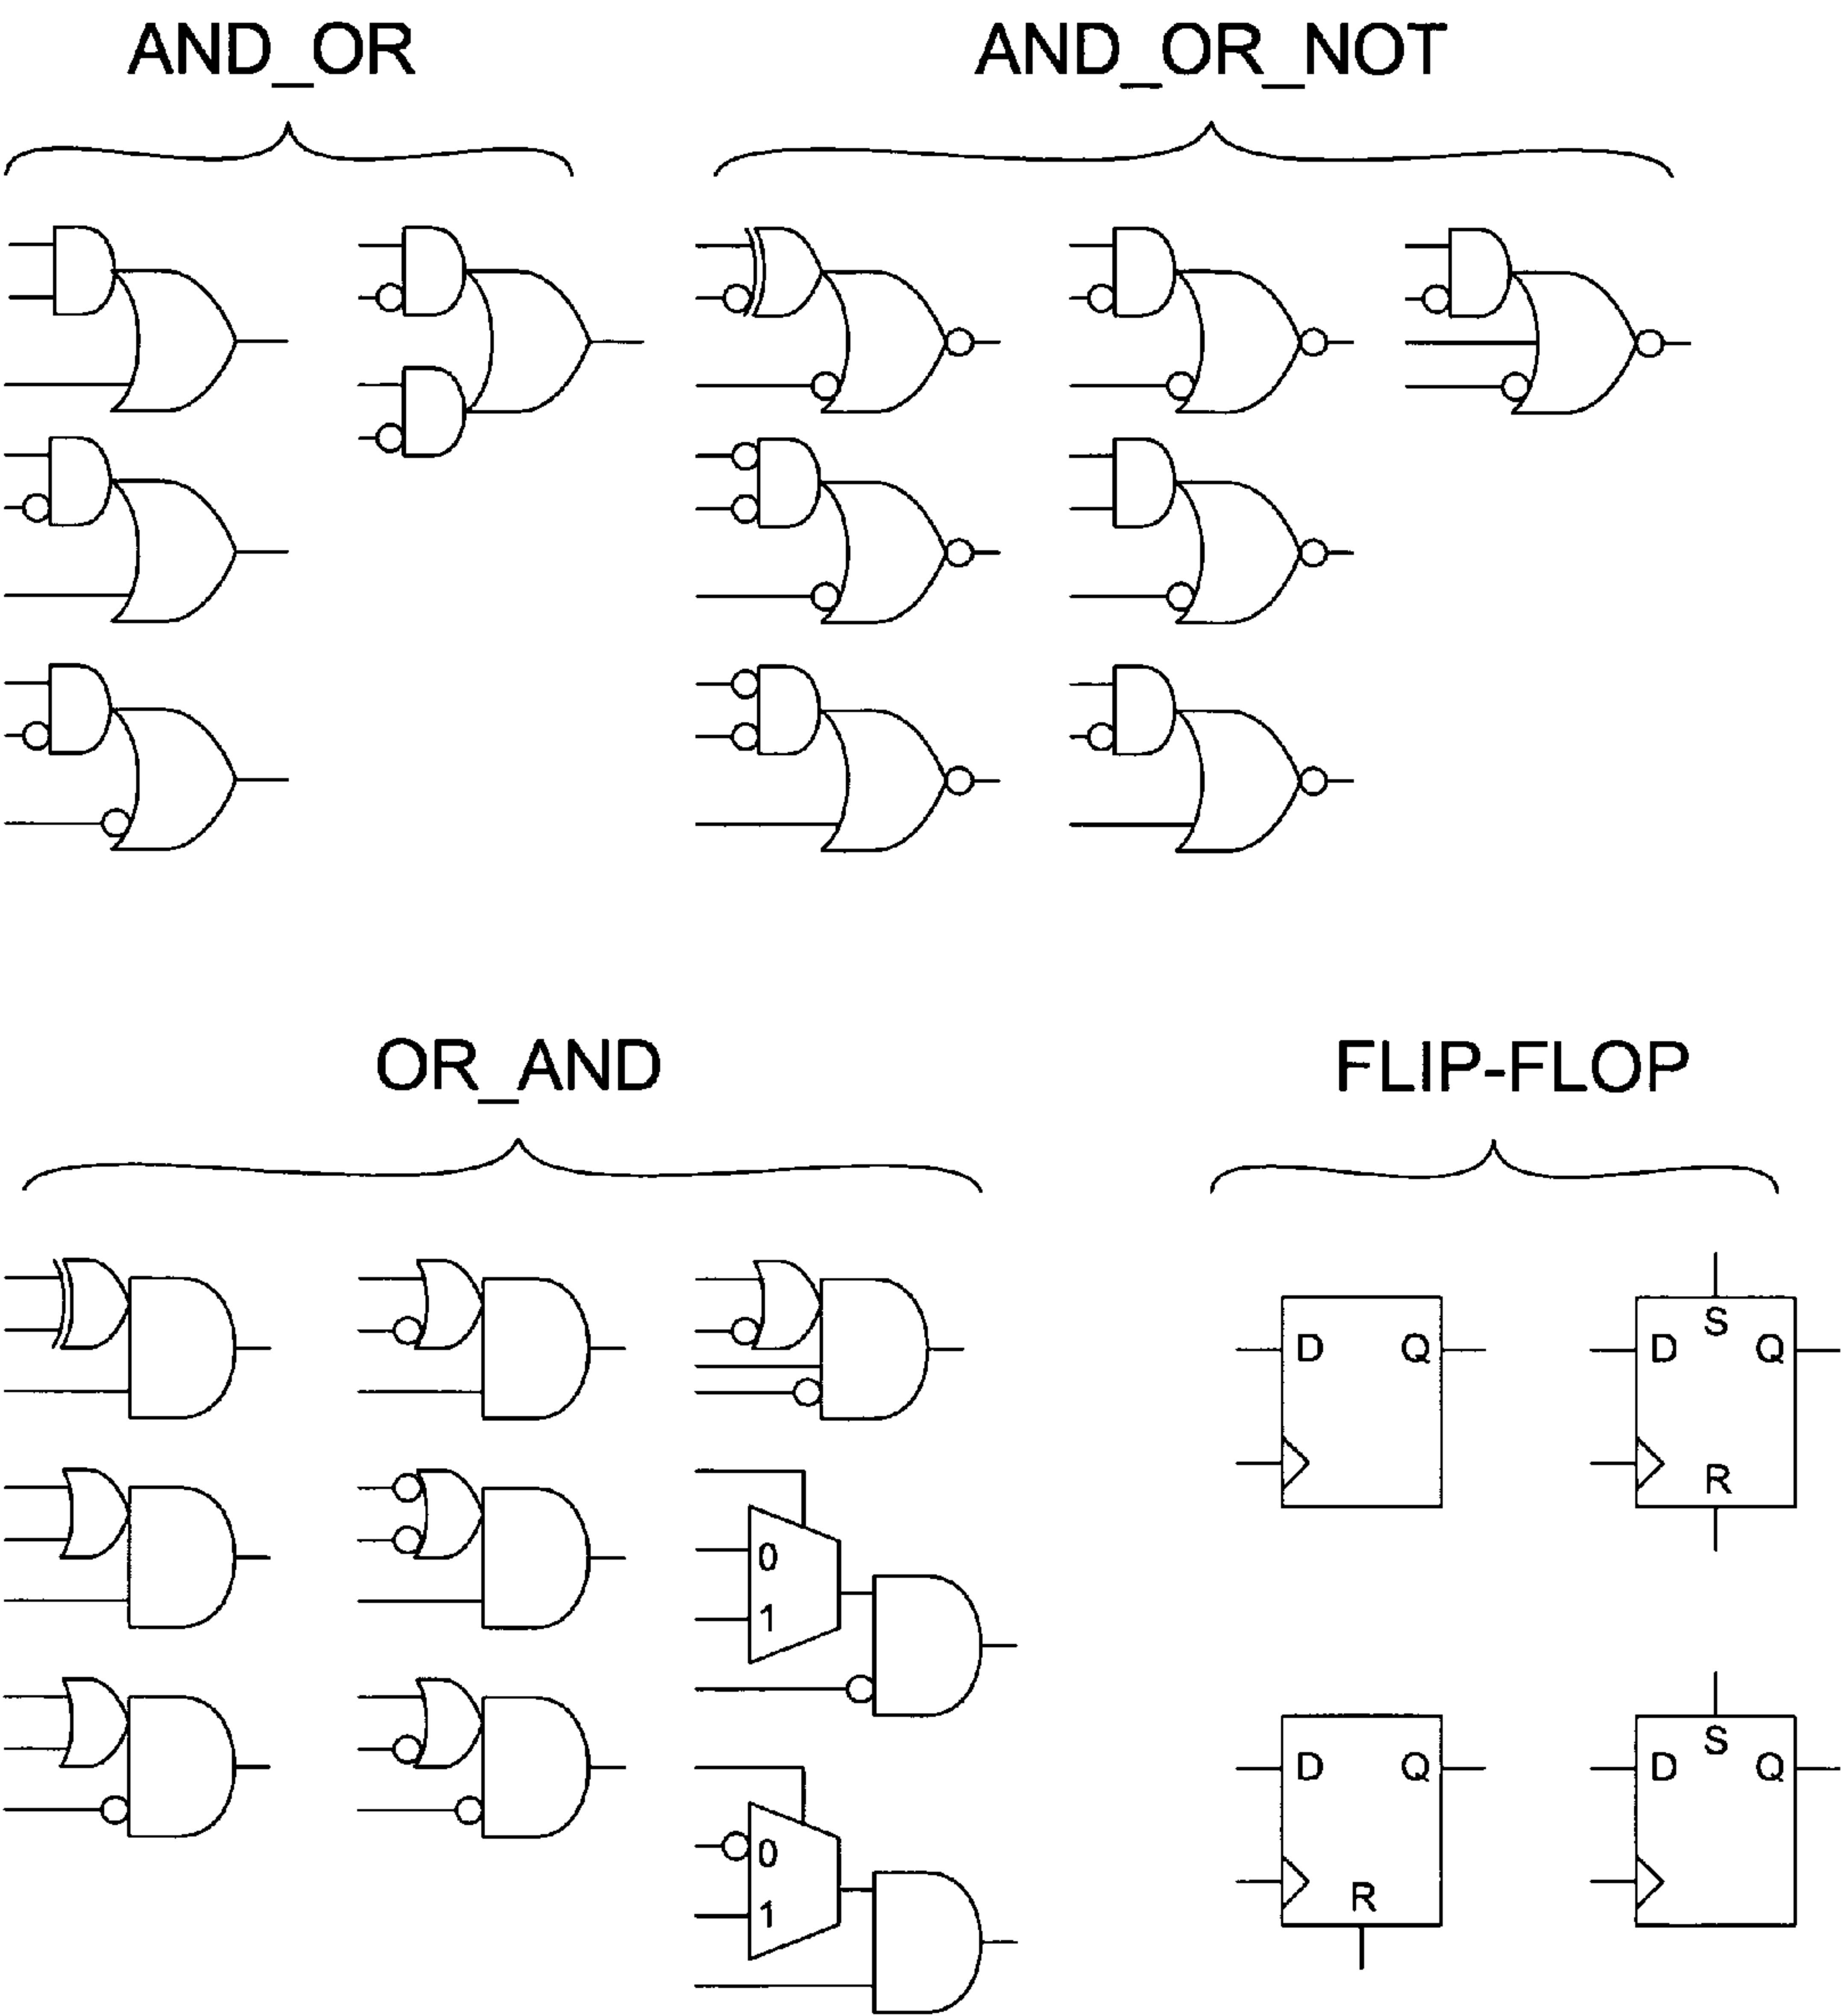 AND_OR
AND_OR_NOT
OR_AND
FLIP-FLOP
D Q
S
D Q
R
0
1
D Q
R
S
D Q
0
1